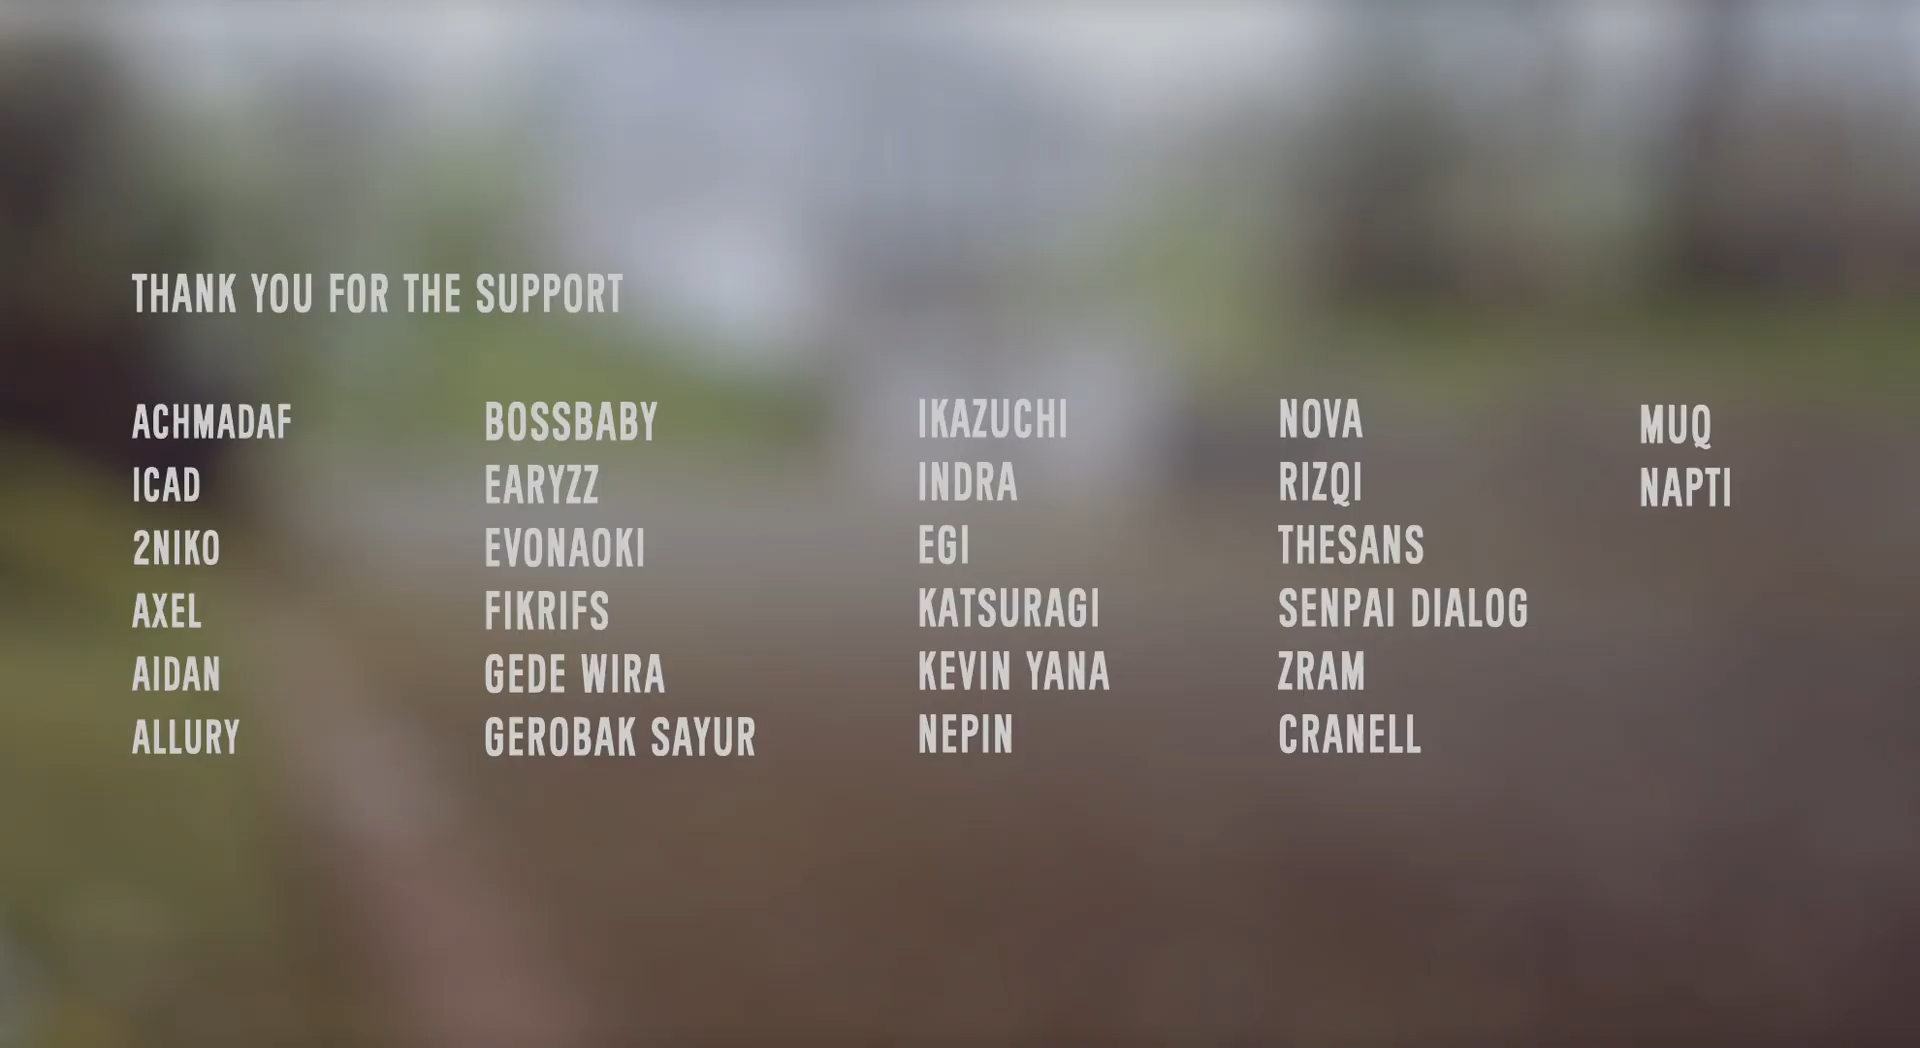 THANK YOU FOR THE SUPPORT
ACHMADAF
ICAD
2NIKO
AXEL
AIDAN
ALLURY
BOSSBABY
EARYZZ
EVONAOKI
FIKRIFS
GEDE WIRA
GEROBAK SAYUR
IKAZUCHI
INDRA
EGI
KATSURAGI
KEVIN YANA
NEPIN
NOVA
RIZQI
THESANS
SENPAI DIALOG
ZRAM
CRANELL
MUQ
NAPTI